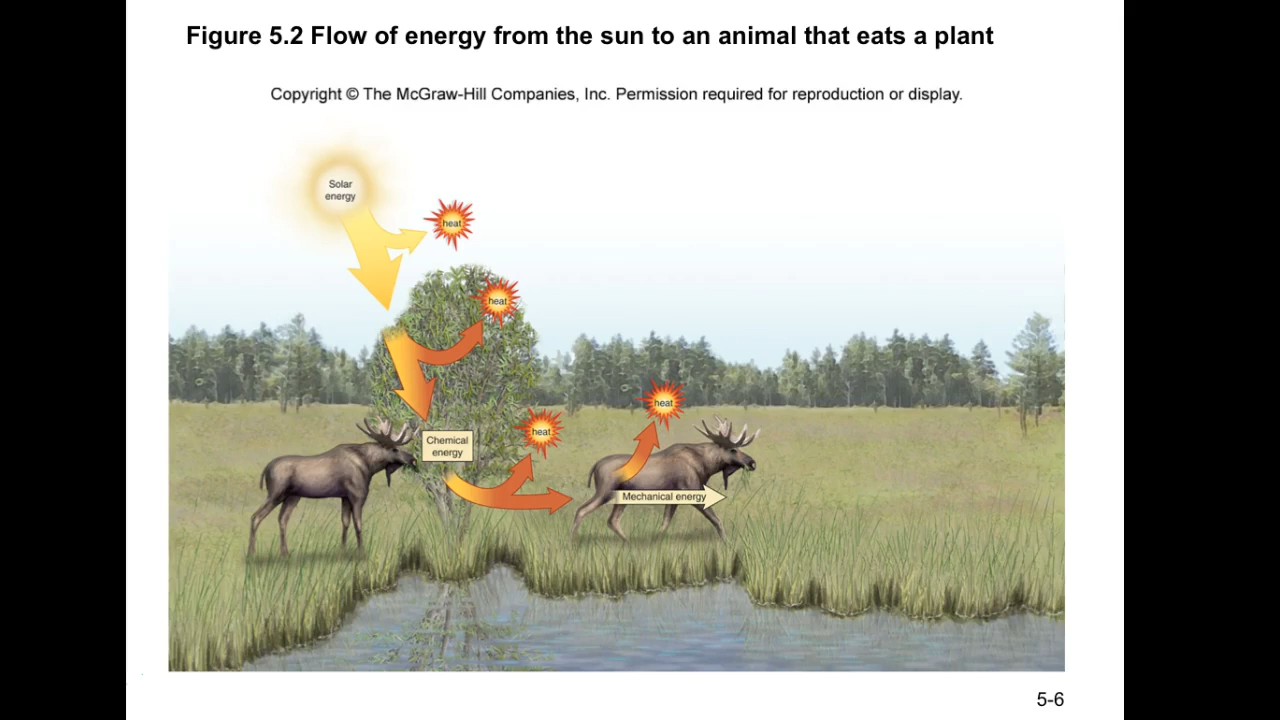 Figure 5.2 Flow of energy from the sun to an animal that eats a plant
Copyright © The McGraw-Hill Companies, Inc. Permission required for reproduction or display.
Solar
energy
heat
heat
heat
Chemical
energy
heat
Mechanical energy
5-6